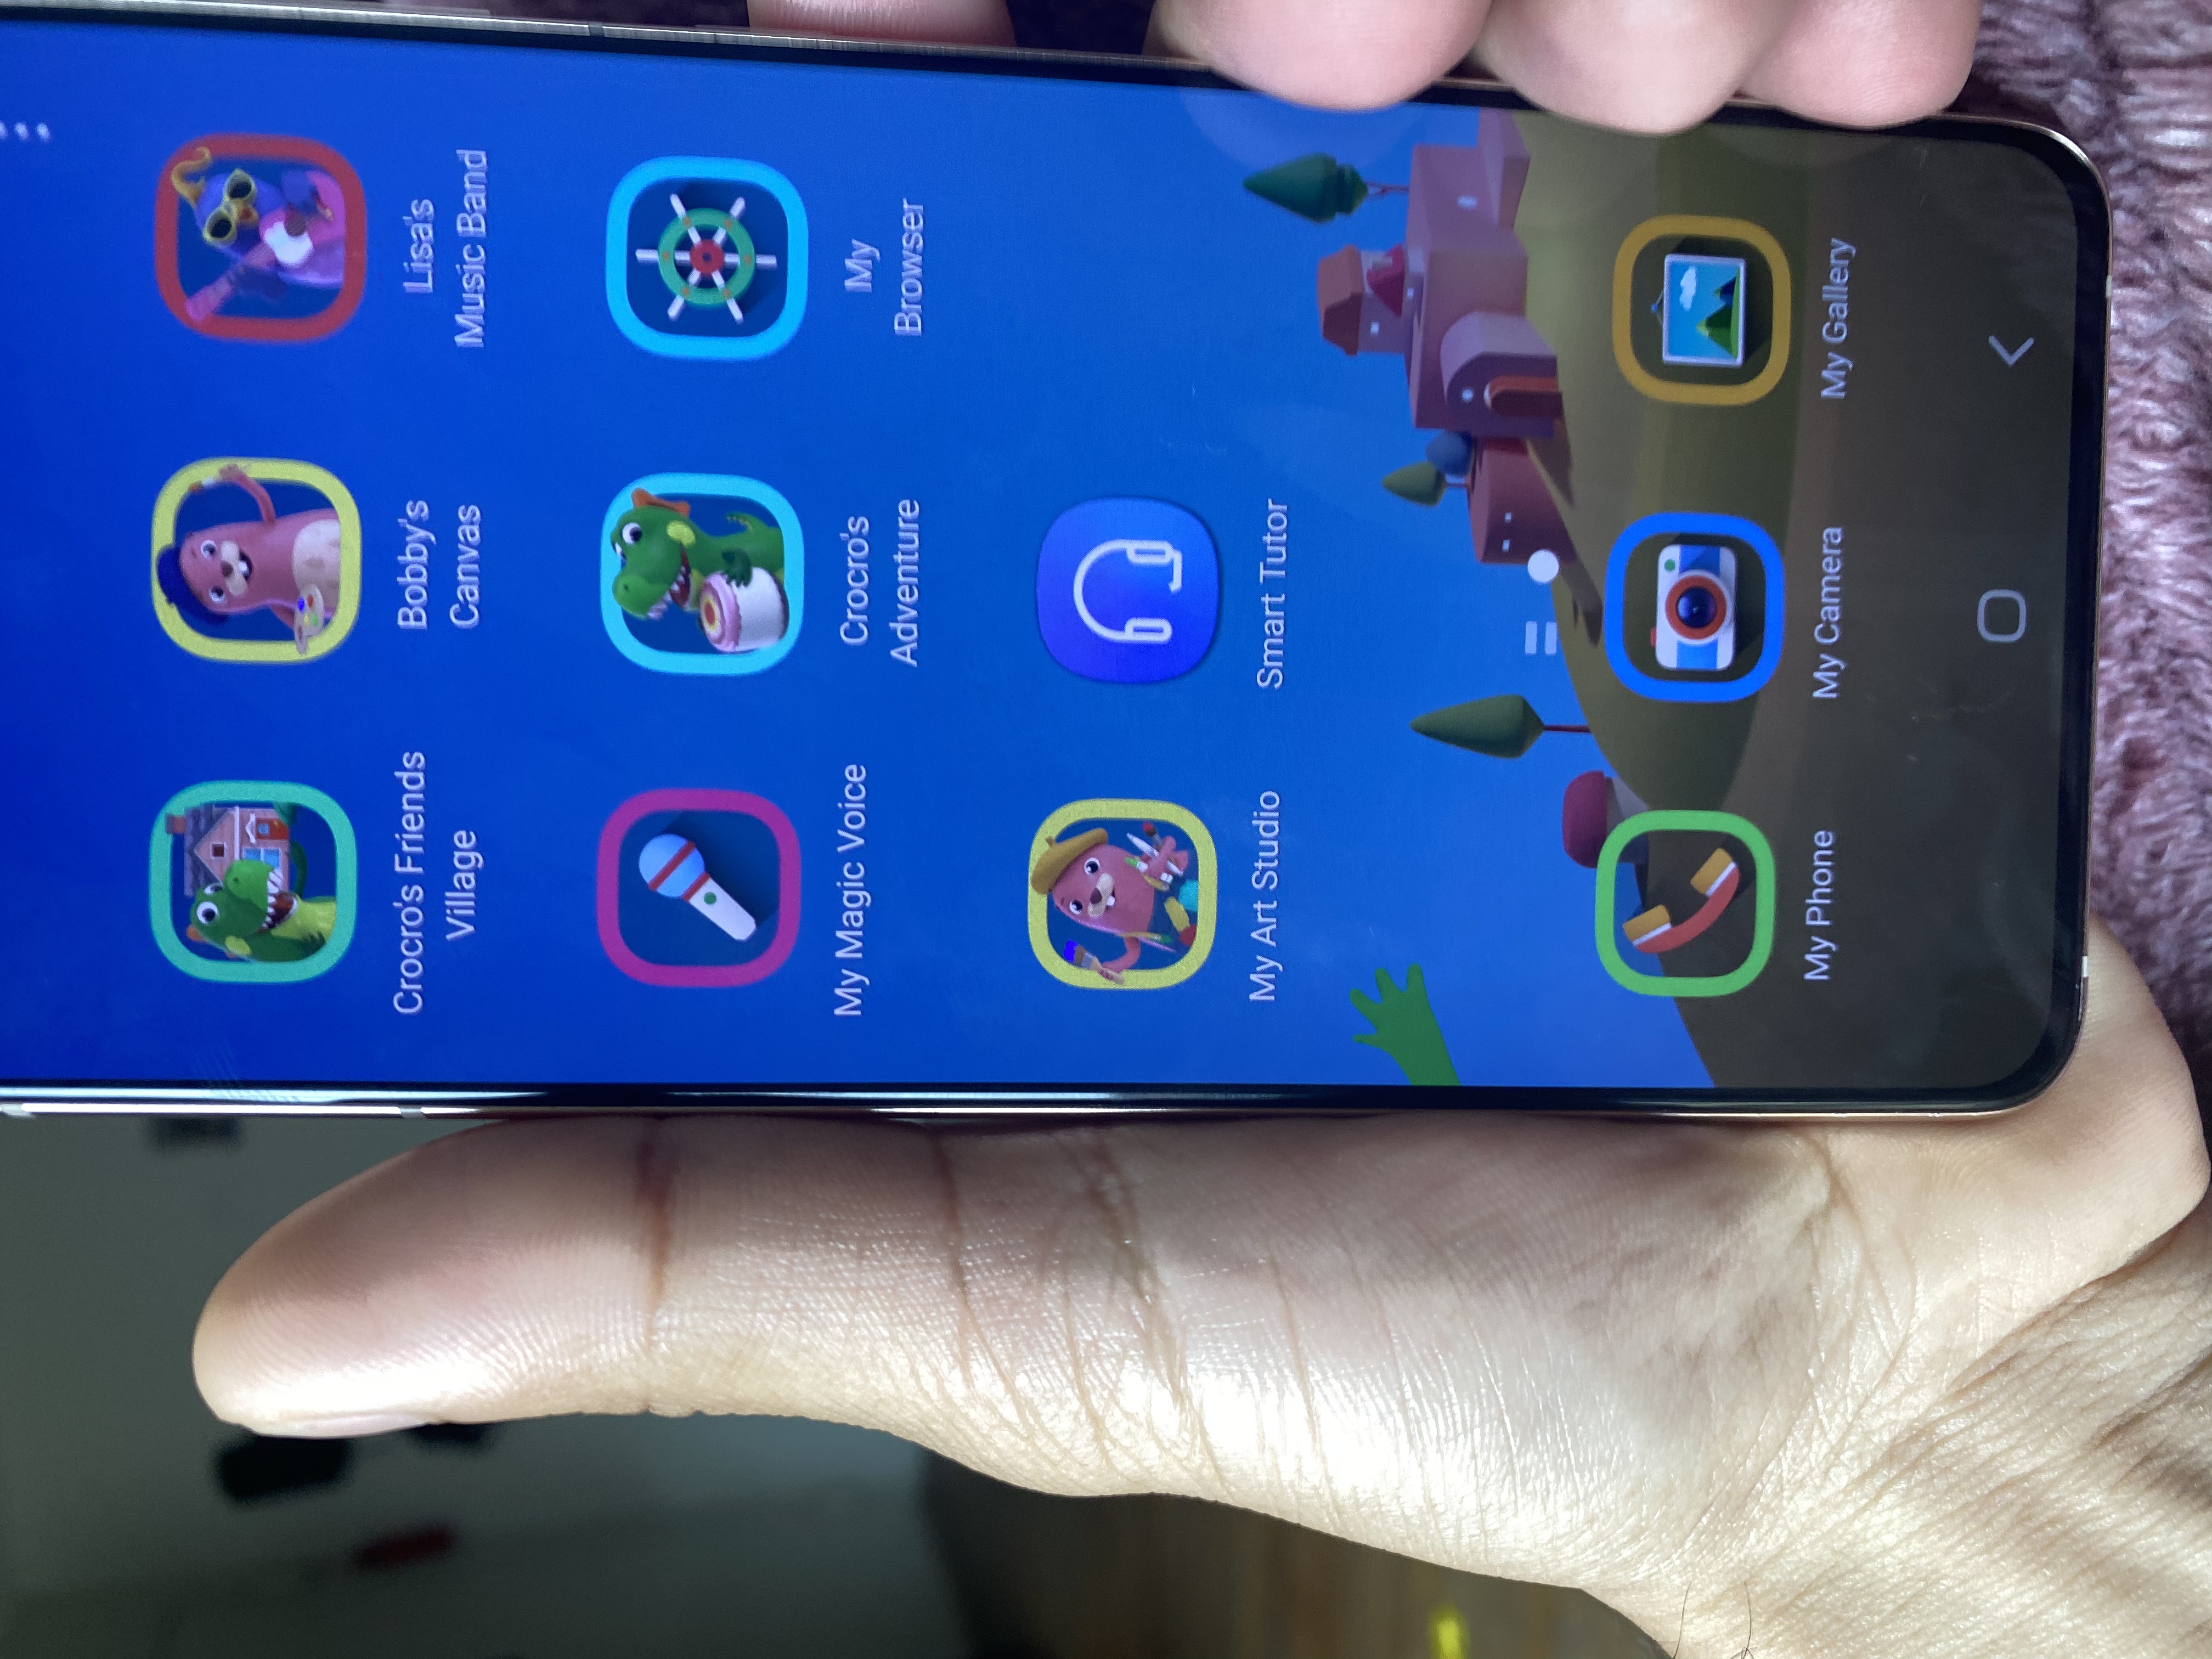 Crocro's Friends
Village
Bobby's
Canvas
Lisa's
Music Band
My Magic Voice
Crocro's
Adventure
My
Browser
My Art Studio
Smart Tutor
My Phone
My Camera
My Gallery